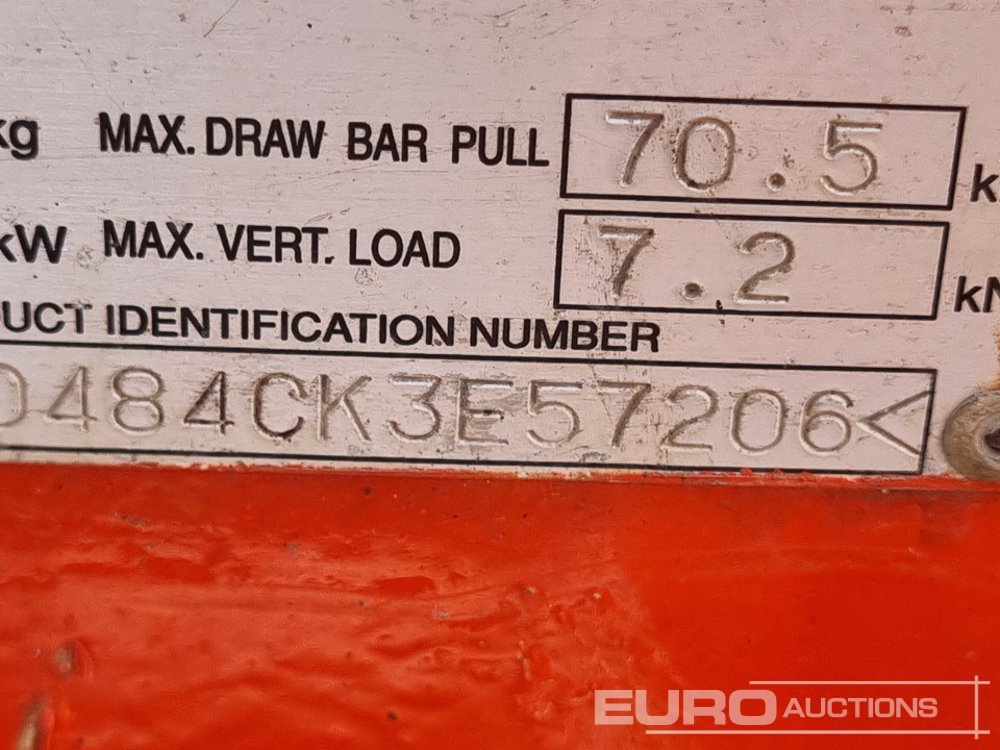 kg MAX. DRAW BAR PULL 70.5 k
kW MAX. VERT. LOAD 7.2 kN
UCT IDENTIFICATION NUMBER
0484CK3E57206<
EURO AUCTIONS